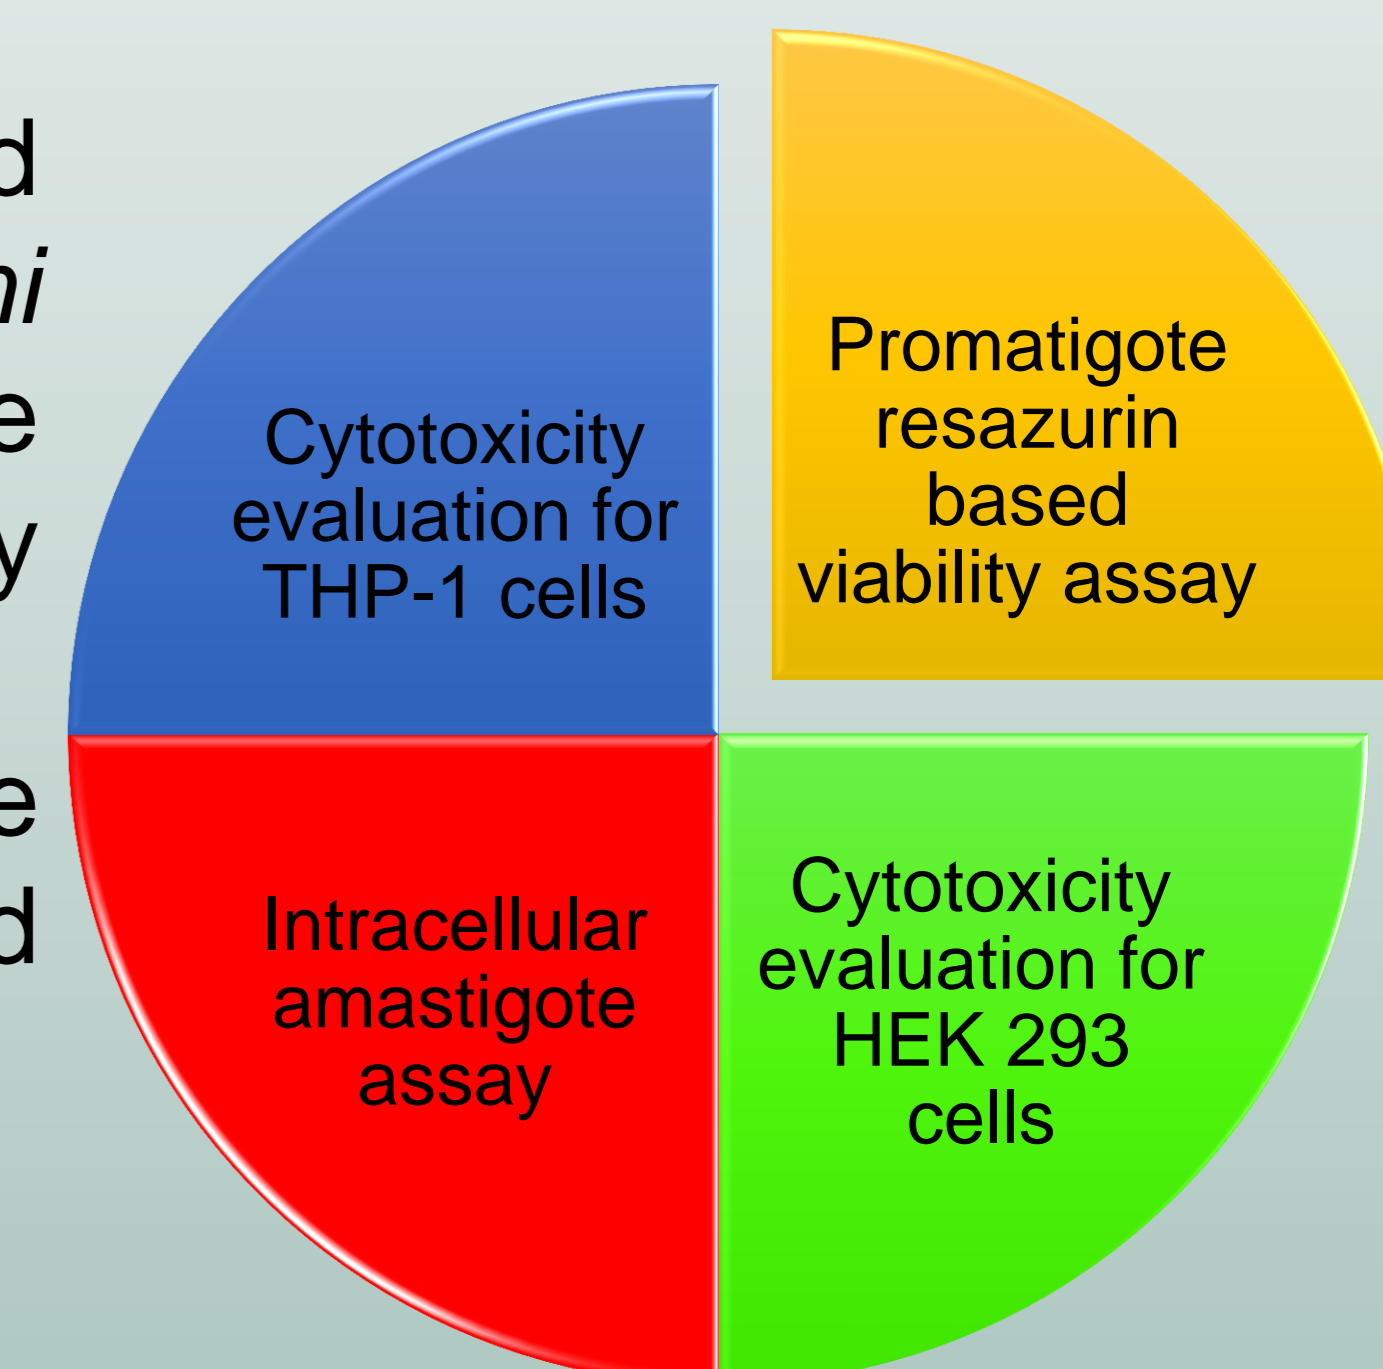 Cytotoxicity
evaluation for
THP-1 cells
Promatigote
resazurin
based
viability assay
Intracellular
amastigote
assay
Cytotoxicity
evaluation for
HEK 293
cells